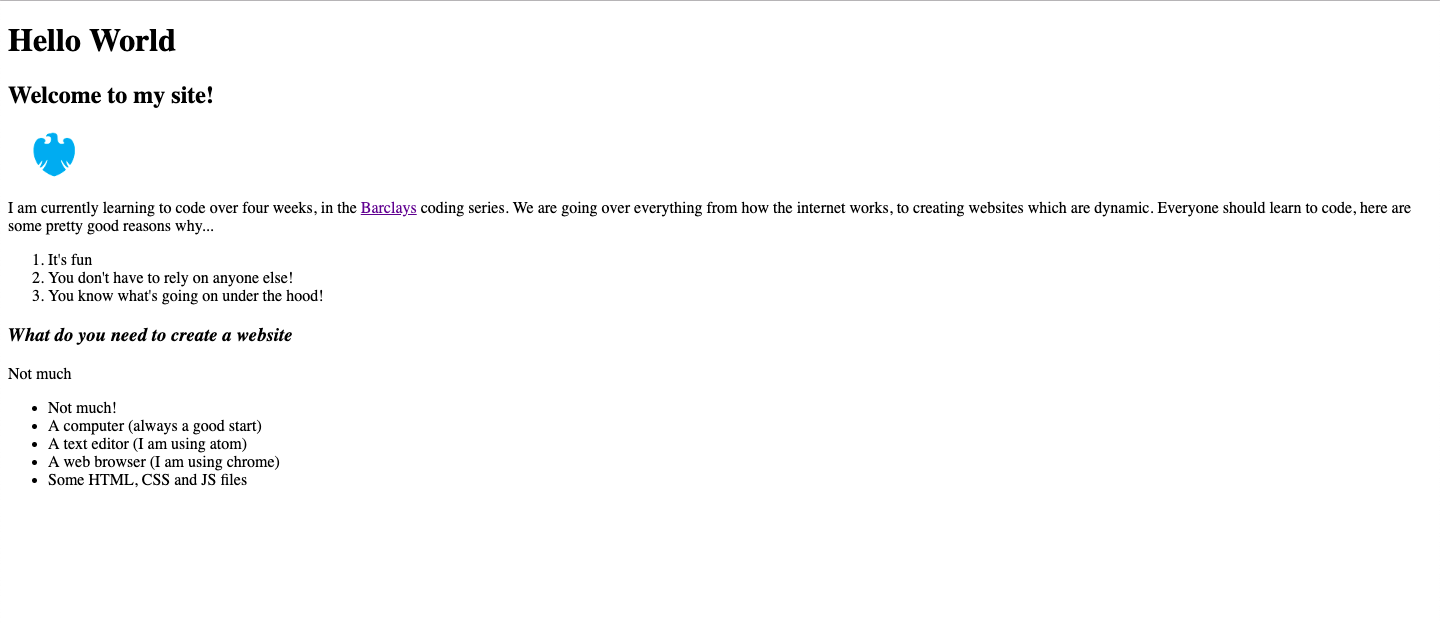 Hello World
Welcome to my site!
I am currently learning to code over four weeks, in the Barclays coding series. We are going over everything from how the internet works, to creating websites which are dynamic. Everyone should learn to code, here are
some pretty good reasons why...
1. It's fun
2. You don't have to rely on anyone else!
3. You know what's going on under the hood!
What do you need to create a website
Not much
• Not much!
• A computer (always a good start)
• A text editor (I am using atom)
• A web browser (I am using chrome)
• Some HTML, CSS and JS files